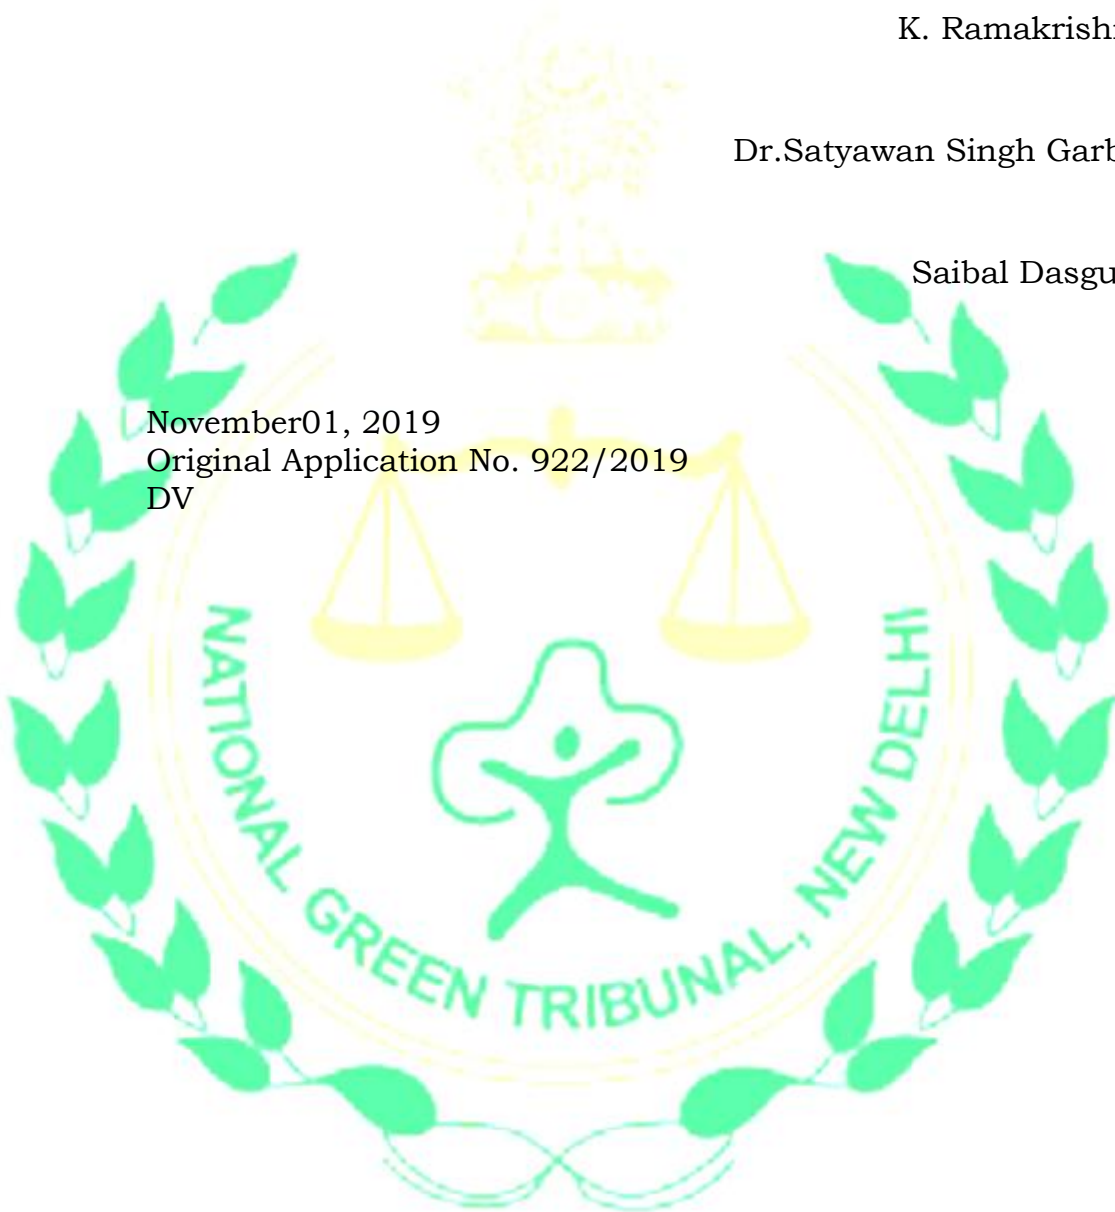 K. Ramakrish
Dr.Satyawan Singh Garb
Saibal Dasgu
November01, 2019
Original Application No. 922/2019
DV
NATIONAL GREEN TRIBUNAL, NEW DELHI